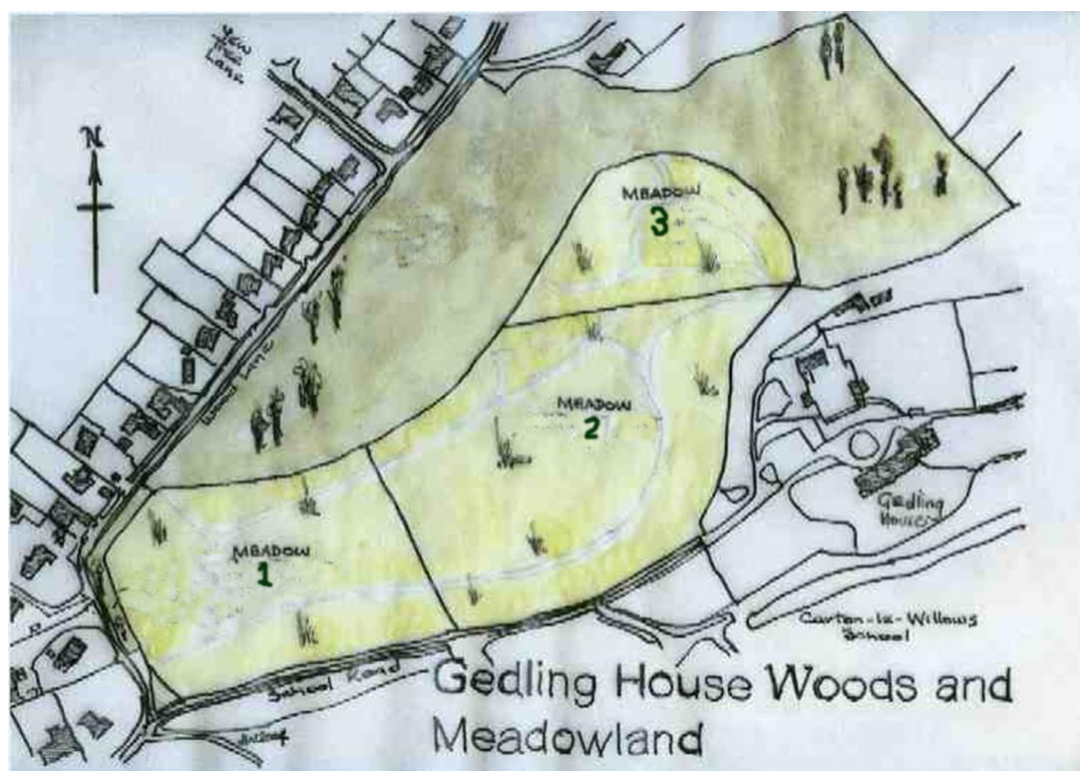 Yew
Tree
Lane
N
MEADOW
3
Wood Lane
MEADOW
2
Gedling
House
MEADOW
1
Carlton-le-Willows
School
School Road
Gedling House Woods and
Meadowland